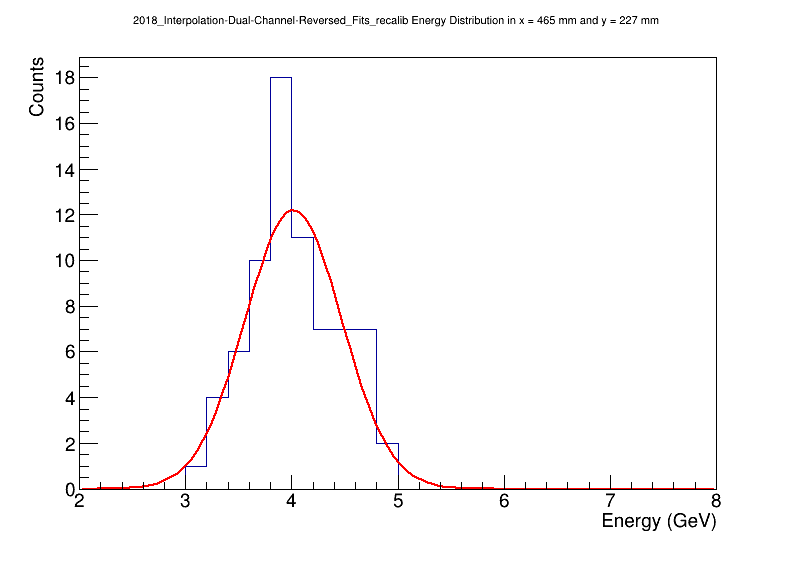 2018_Interpolation-Dual-Channel-Reversed_Fits_recalib Energy Distribution in x = 465 mm and y = 227 mm
Counts
18
16
14
12
10
8
6
4
2
0
2 3 4 5 6 7 8
Energy (GeV)